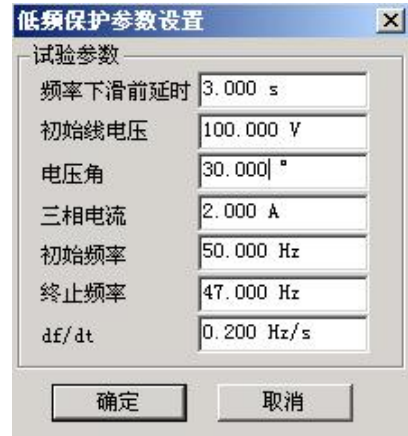 低频保护参数设置
试验参数
频率下滑前延时 3.000 s
初始线电压 100.000 V
电压角 30.000 °
三相电流 2.000 A
初始频率 50.000 Hz
终止频率 47.000 Hz
df/dt 0.200 Hz/s
确定 取消